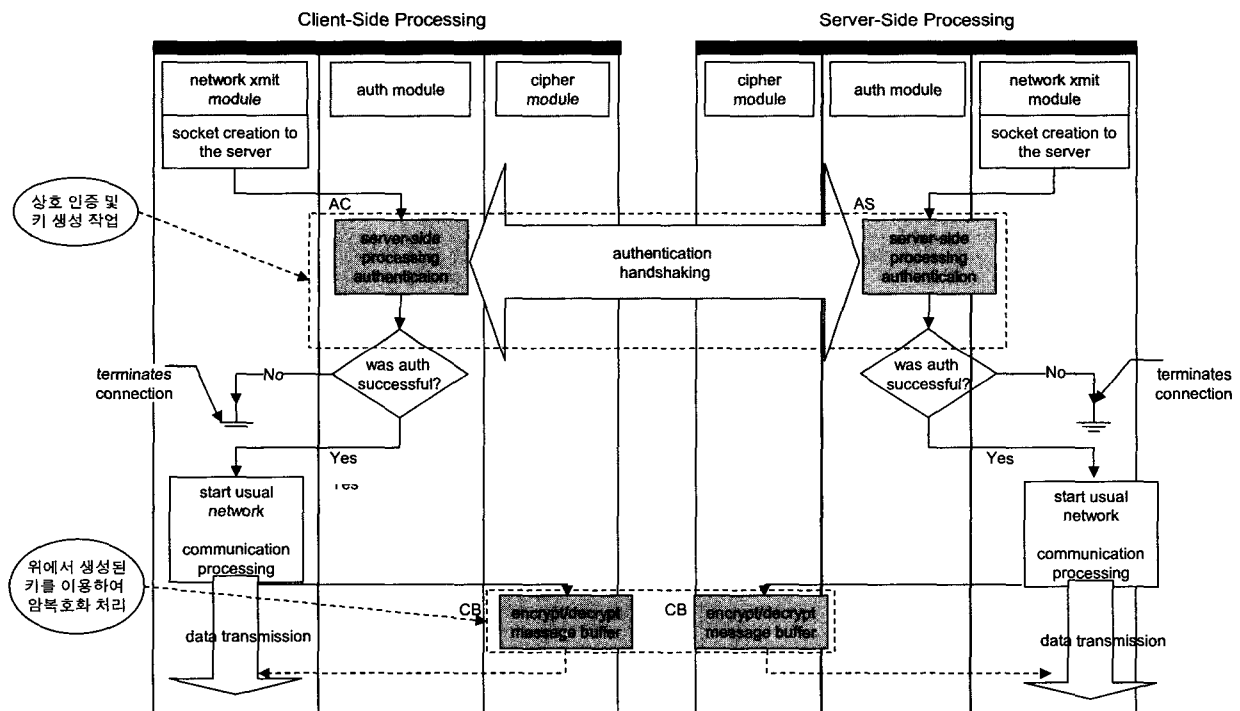 Client-Side Processing
Server-Side Processing
network xmit
module
auth module
cipher
module
cipher
module
auth module
network xmit
module
socket creation to
the server
socket creation to
the server
상호 인증 및
키 생성 작업
AC
AS
server-side
processing
authenticaion
authentication
handshaking
server-side
processing
authenticaion
was auth
successful?
was auth
successful?
No
No
terminates
connection
terminates
connection
Yes
Yes
Yes
start usual
network
communication
processing
start usual
network
communication
processing
위에서 생성된
키를 이용하여
암복호화 처리
CB
CB
encrypt/decrypt
message buffer
encrypt/decrypt
message buffer
data transmission
data transmission